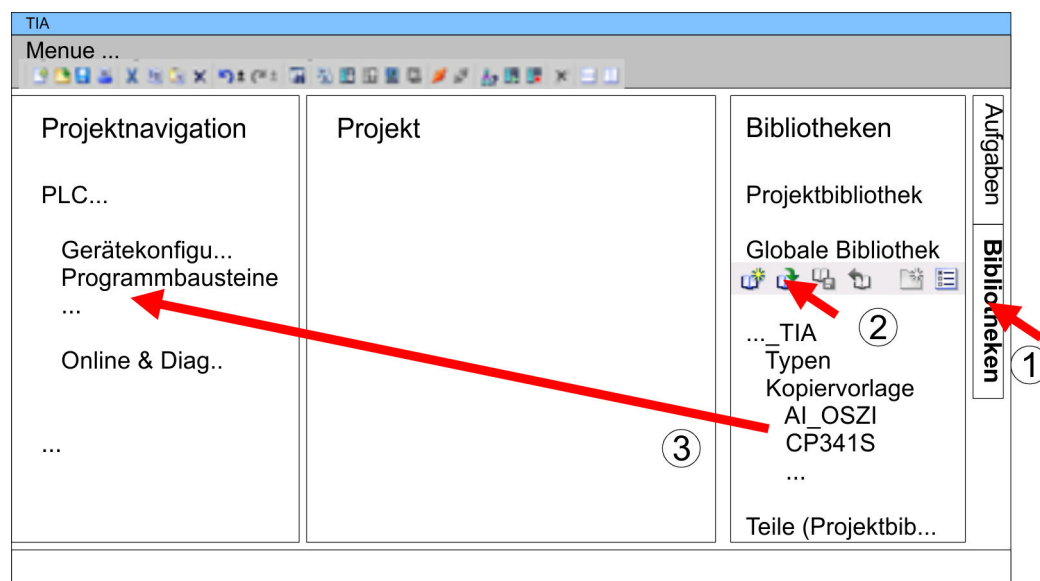 TIA
Menue ...
Projektnavigation
PLC...
Gerätekonfigu...
Programmbausteine
...
Online & Diag..
...
Projekt
③
Bibliotheken
Projektbibliothek
Globale Bibliothek
②
..._TIA
Typen
Kopiervorlage
AI_OSZI
CP341S
...
Teile (Projektbib...
Aufgaben
Bibliotheken
①